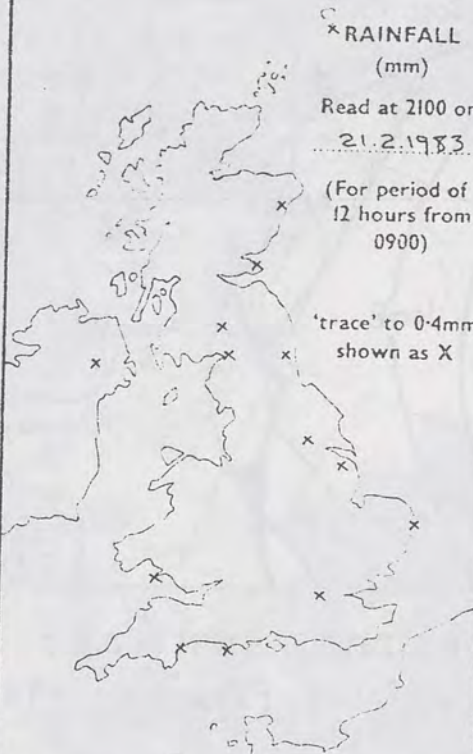 RAINFALL
(mm)
Read at 2100 on
21.2.1983
(For period of
12 hours from
0900)
'trace' to 0·4mm
shown as X